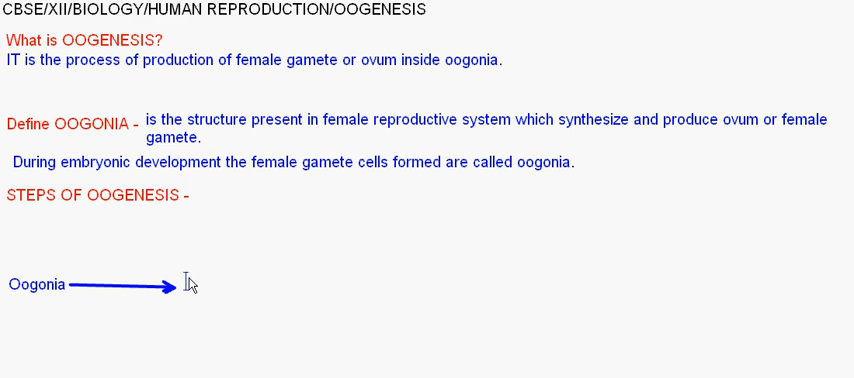 CBSE/XII/BIOLOGY/HUMAN REPRODUCTION/OOGENESIS
What is OOGENESIS?
IT is the process of production of female gamete or ovum inside oogonia.
Define OOGONIA - is the structure present in female reproductive system which synthesize and produce ovum or female
gamete.
During embryonic development the female gamete cells formed are called oogonia.
STEPS OF OOGENESIS -
Oogonia